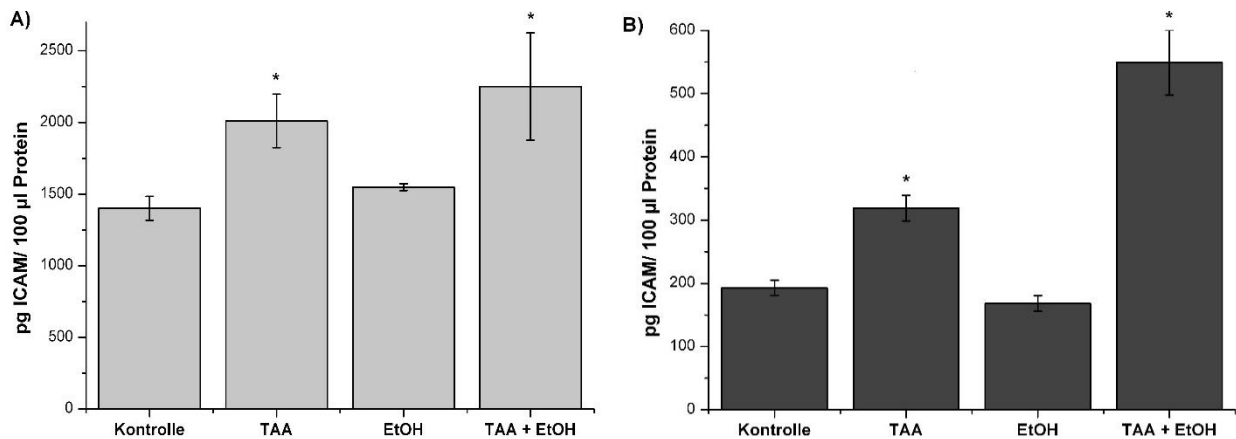 A)
pg ICAM/ 100 µl Protein
2500
2000
1500
1000
500
0
*
*
Kontrolle
TAA
EtOH
TAA + EtOH
B)
pg ICAM/ 100 µl Protein
600
500
400
300
200
100
0
*
*
Kontrolle
TAA
EtOH
TAA + EtOH